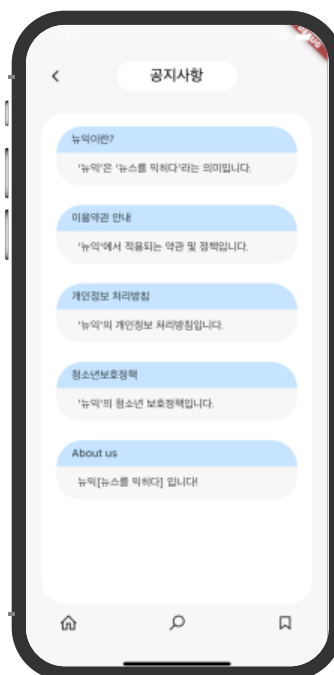 공지사항
뉴익이란?
'뉴익'은 '뉴스를 익히다'라는 의미입니다.
이용약관 안내
'뉴익'에서 적용되는 약관 및 정책입니다.
개인정보 처리방침
'뉴익'의 개인정보 처리방침입니다.
청소년보호정책
'뉴익'의 청소년 보호정책입니다.
About us
뉴익[뉴스를 익히다] 입니다!